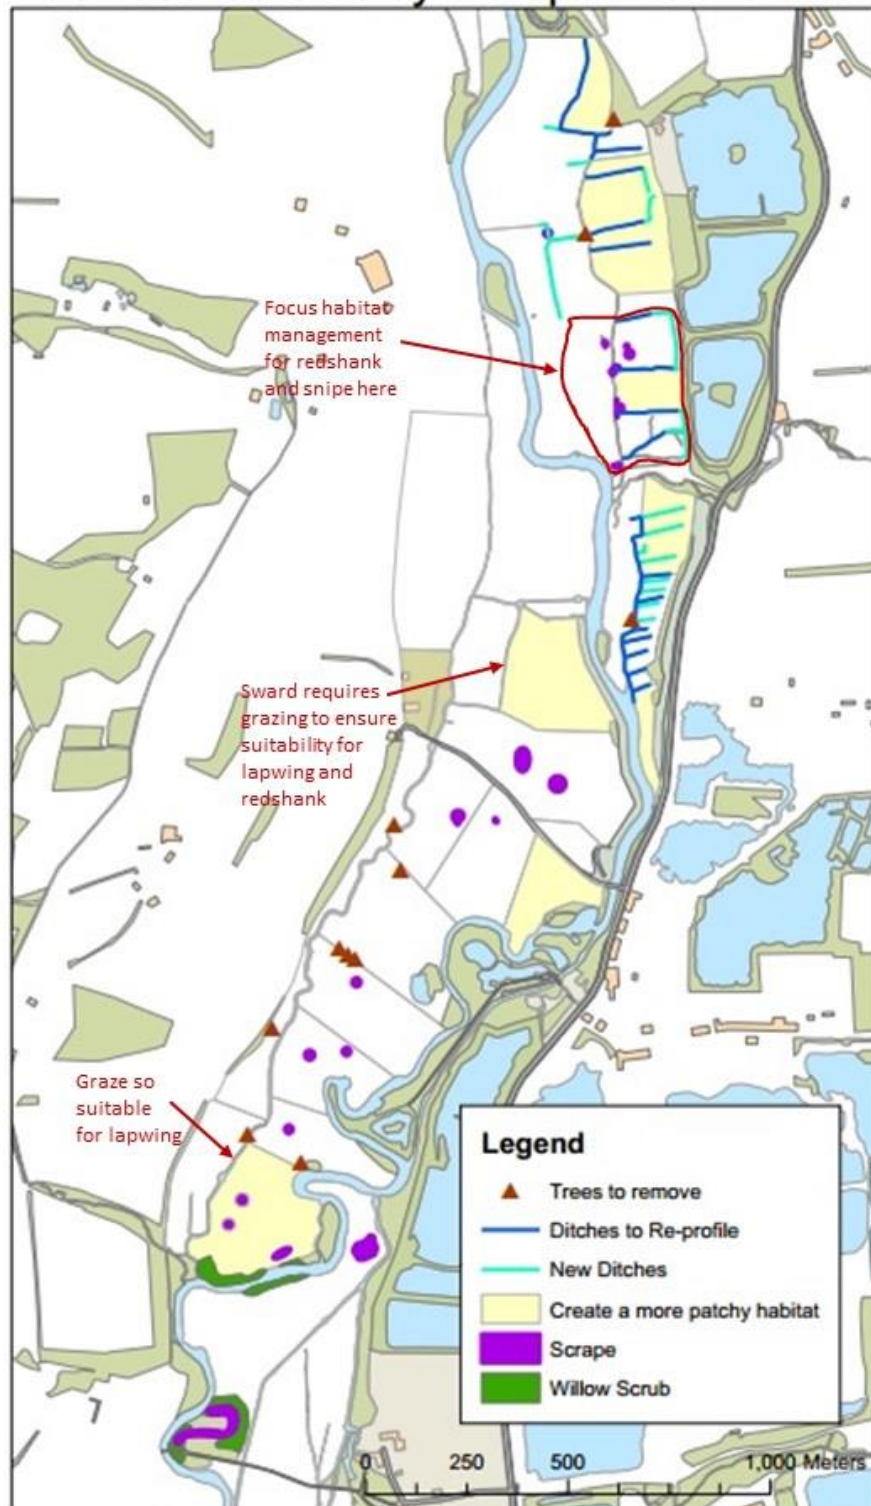 Focus habitat
management
for redshank
and snipe here
Sward requires
grazing to ensure
suitability for
lapwing and
redshank
Graze so
suitable
for lapwing
Legend
Trees to remove
Ditches to Re-profile
New Ditches
Create a more patchy habitat
Scrape
Willow Scrub
0 250 500 1,000 Meters